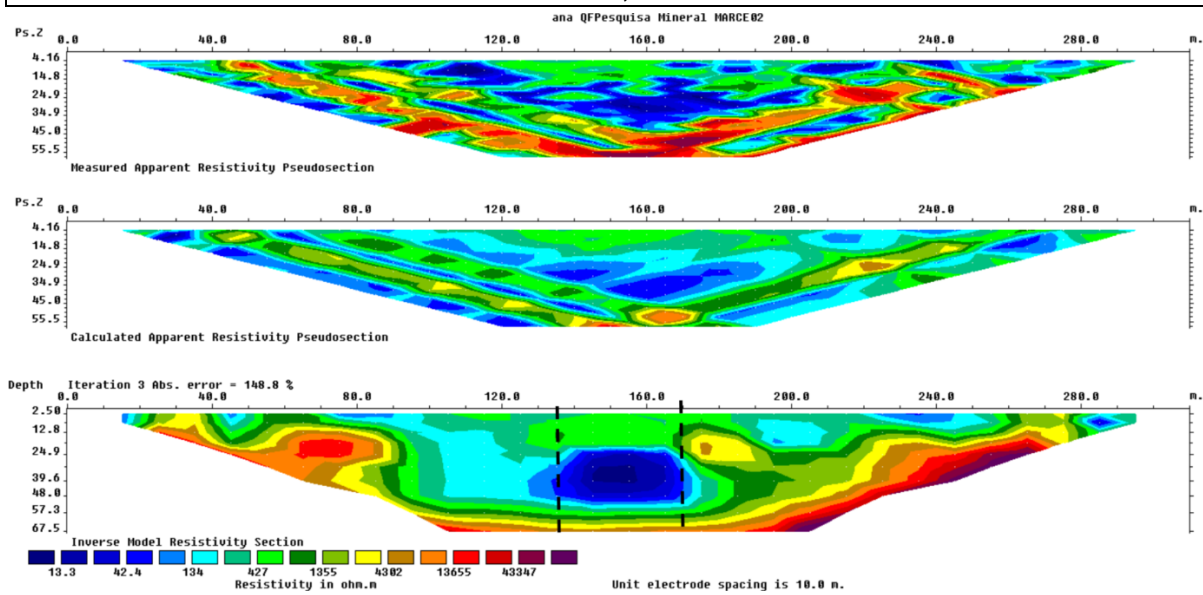 ana QFPesquisa Mineral MARCE02
Ps.Z 0.0 40.0 80.0 120.0 160.0 200.0 240.0 280.0 m.
4.16
14.8
24.9
34.9
45.0
55.5
Measured Apparent Resistivity Pseudosection
Ps.Z 0.0 40.0 80.0 120.0 160.0 200.0 240.0 280.0 m.
4.16
14.8
24.9
34.9
45.0
55.5
Calculated Apparent Resistivity Pseudosection
Depth Iteration 3 Abs. error = 148.8 %
0.0 40.0 80.0 120.0 160.0 200.0 240.0 280.0 m.
2.50
12.8
24.9
39.6
48.0
57.3
67.5
Inverse Model Resistivity Section
13.3 42.4 134 427 1355 4302 13655 43347
Resistivity in ohm.m Unit electrode spacing is 10.0 m.